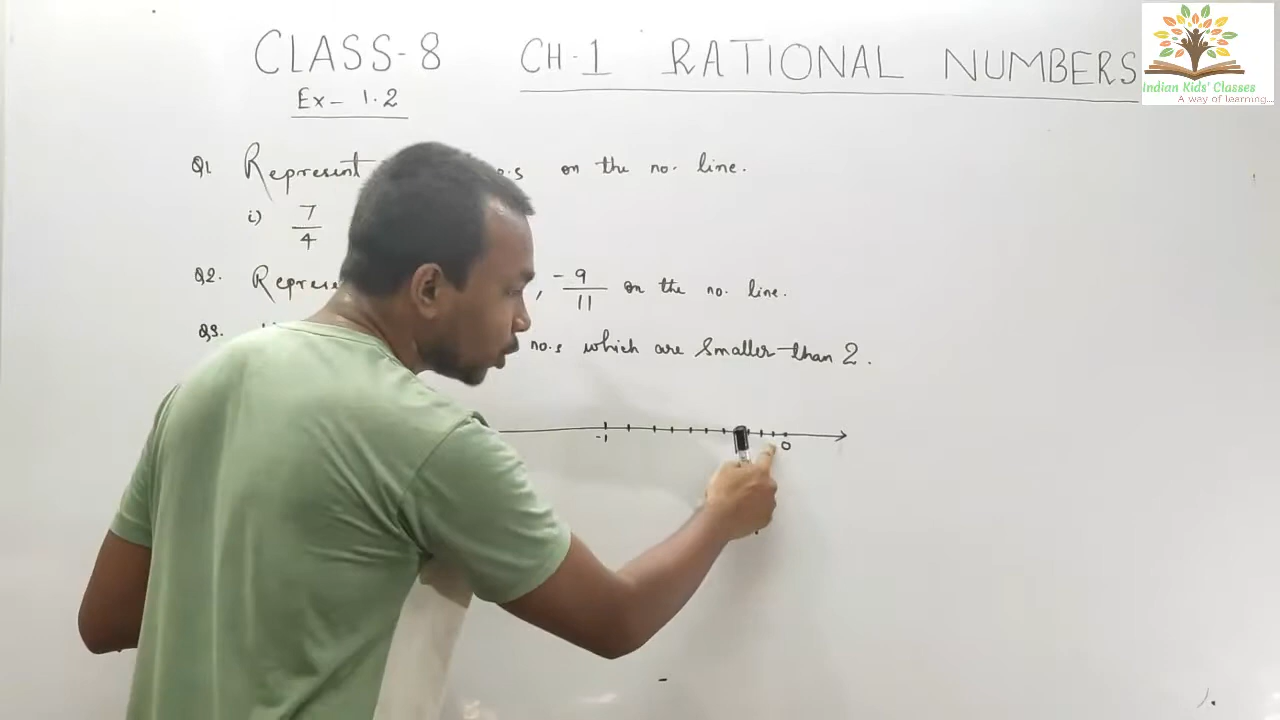 CLASS-8 CH-1 RATIONAL NUMBERS
Indian Kids' Classes
A way of learning...
Ex- 1.2
Q1 Represent on the no. line.
i) 7/4
Q2. , -9/11 on the no. line.
Q3. no.s which are smaller than 2.
-1 0